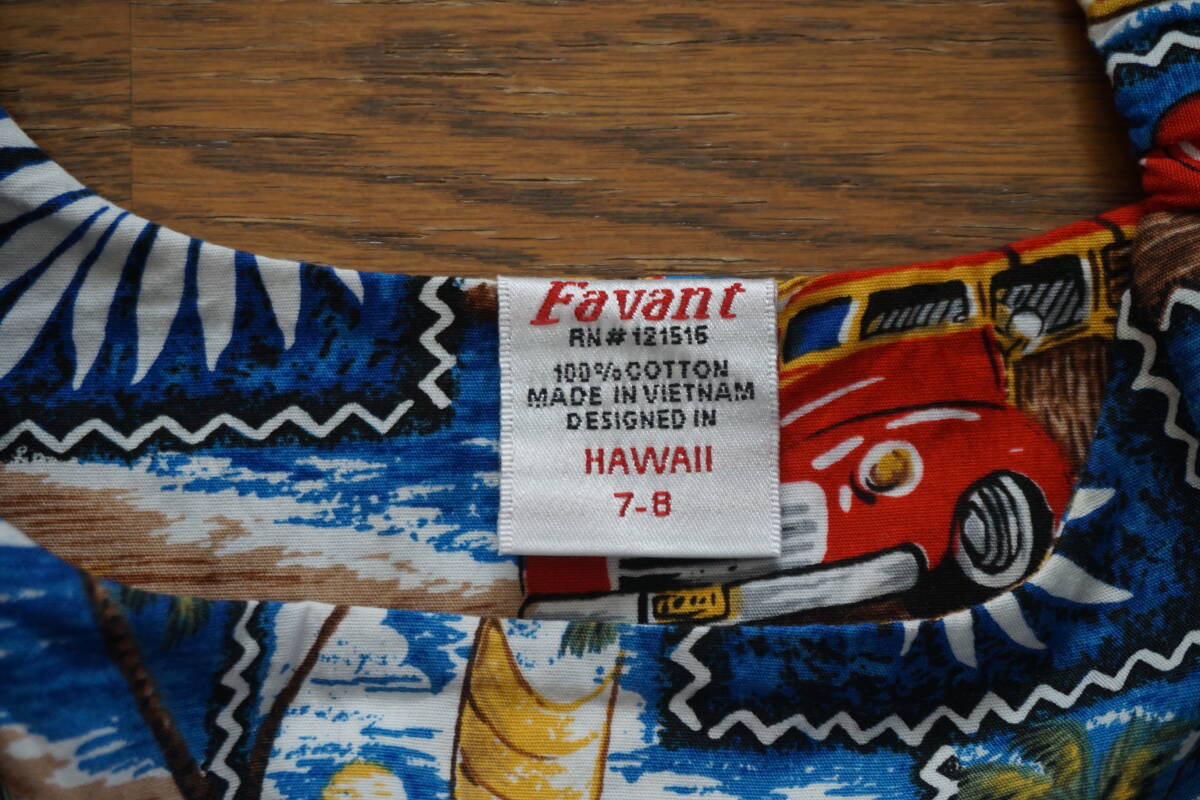 Favant
RN#121516
100%COTTON
MADE IN VIETNAM
DESIGNED IN
HAWAII
7-8